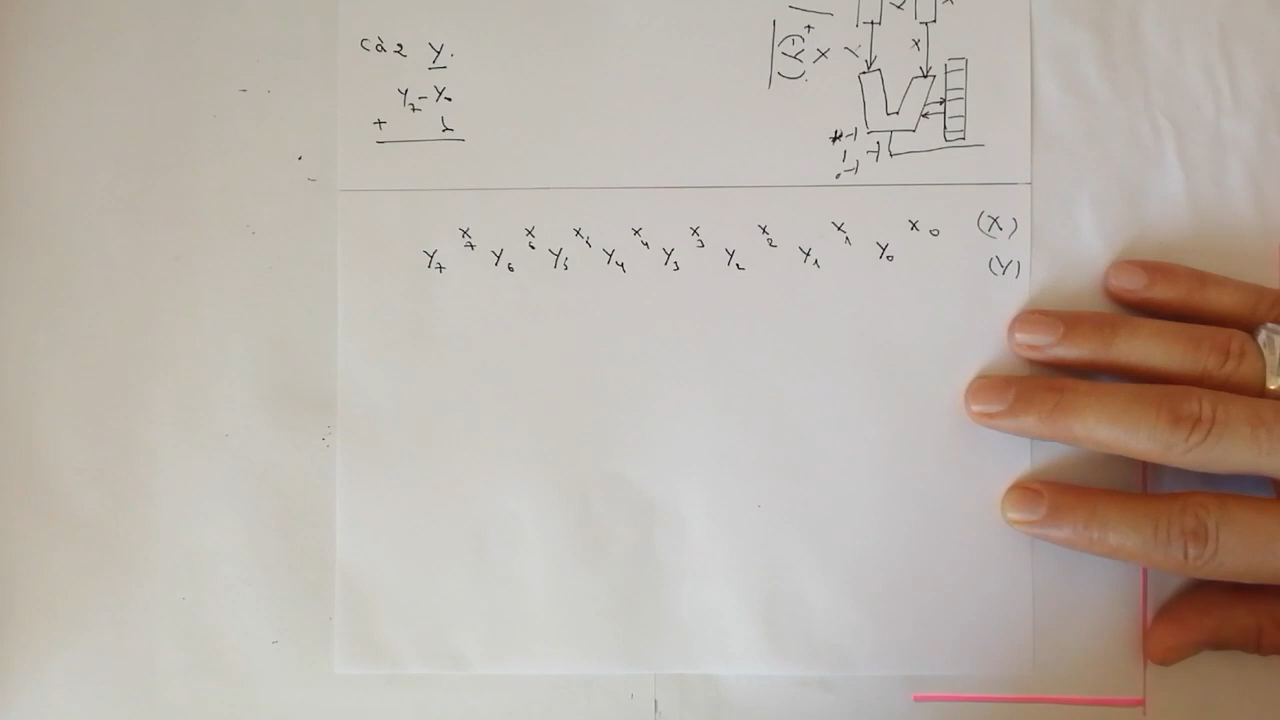 cà2 Y.
Y₇-Y₀
+ 1
X₇ X₆ X₅ X₄ X₃ X₂ X₁ X₀ (X)
Y₇ Y₆ Y₅ Y₄ Y₃ Y₂ Y₁ Y₀ (Y)
X